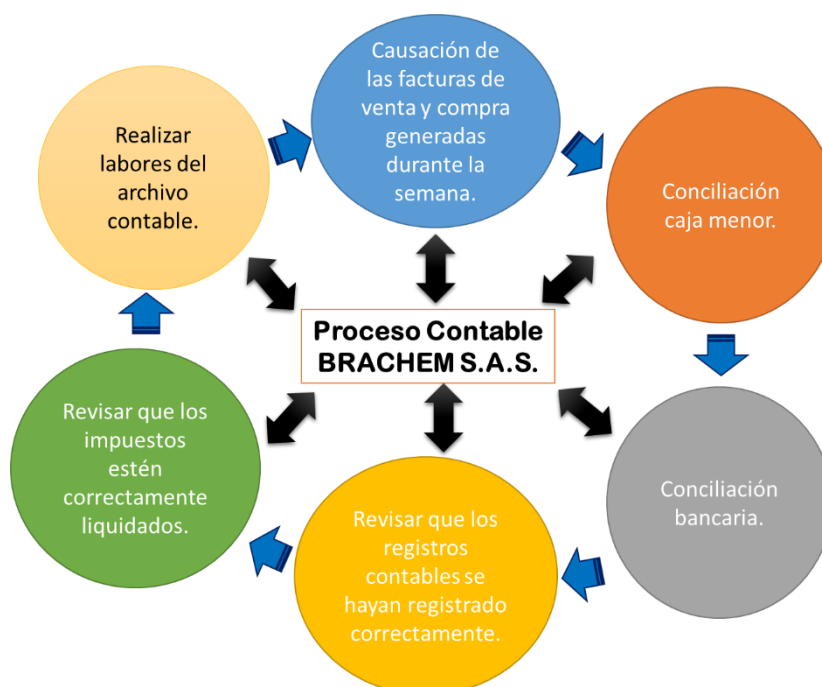 Causación de
las facturas de
venta y compra
generadas
durante la
semana.
Conciliación
caja menor.
Conciliación
bancaria.
Revisar que los
registros
contables se
hayan registrado
correctamente.
Revisar que los
impuestos
estén
correctamente
liquidados.
Realizar
labores del
archivo
contable.
Proceso Contable
BRACHEM S.A.S.